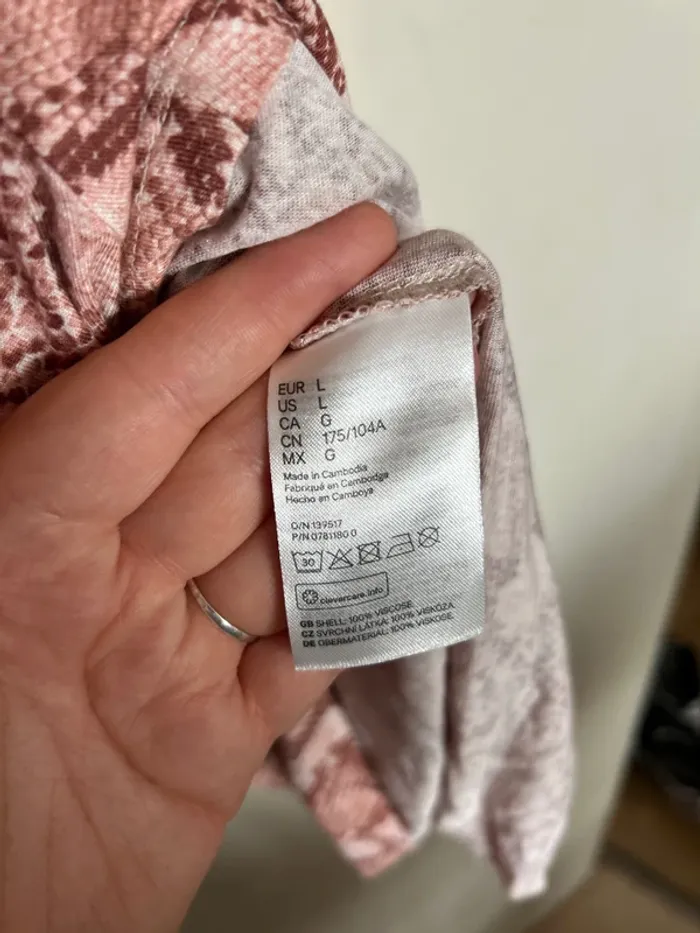 EUR L
US L
CA G
CN 175/104A
MX G
Made in Cambodia
Fabriqué en Cambodge
Hecho en Camboya
O/N 139517
P/N 0781180 0
30
clevercare.info
GB SHELL: 100% VISCOSE
CZ SVRCHNÍ LÁTKA: 100% VISKÓZA
DE OBERMATERIAL: 100% VISKOSE